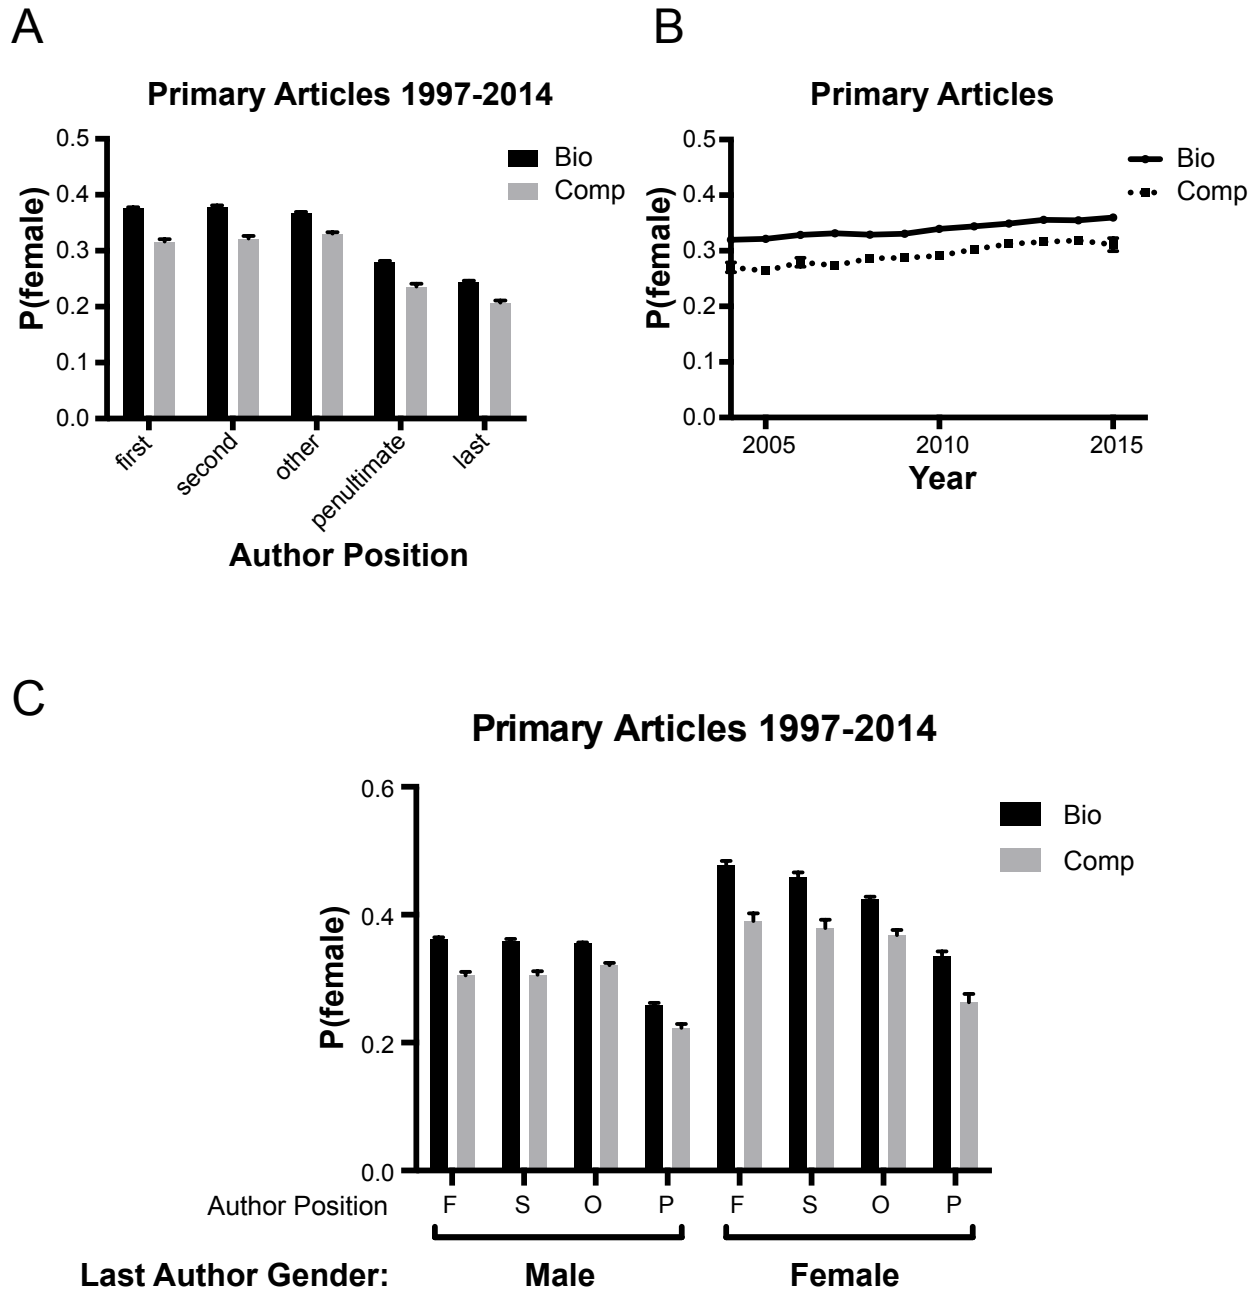 A
Primary Articles 1997-2014
0.5
0.4
0.3
0.2
0.1
0.0
P(female)
Bio
Comp
first
second
other
penultimate
last
Author Position
B
Primary Articles
0.5
0.4
0.3
0.2
0.1
0.0
P(female)
Bio
Comp
2005 2010 2015
Year
C
Primary Articles 1997-2014
0.6
0.4
0.2
0.0
P(female)
Bio
Comp
Author Position F S O P F S O P
Last Author Gender: Male Female